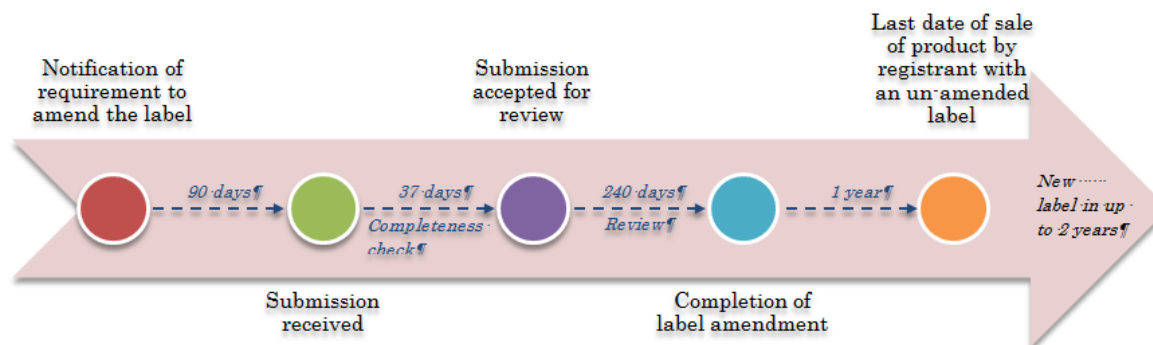 Notification of
requirement to
amend the label
Submission
accepted for
review
Last date of sale
of product by
registrant with
an un-amended
label
90·days¶
37·days¶
Completeness·
check¶
240·days¶
Review¶
1·year¶
New······
label·in·up·
to·2·years¶
Submission
received
Completion of
label amendment